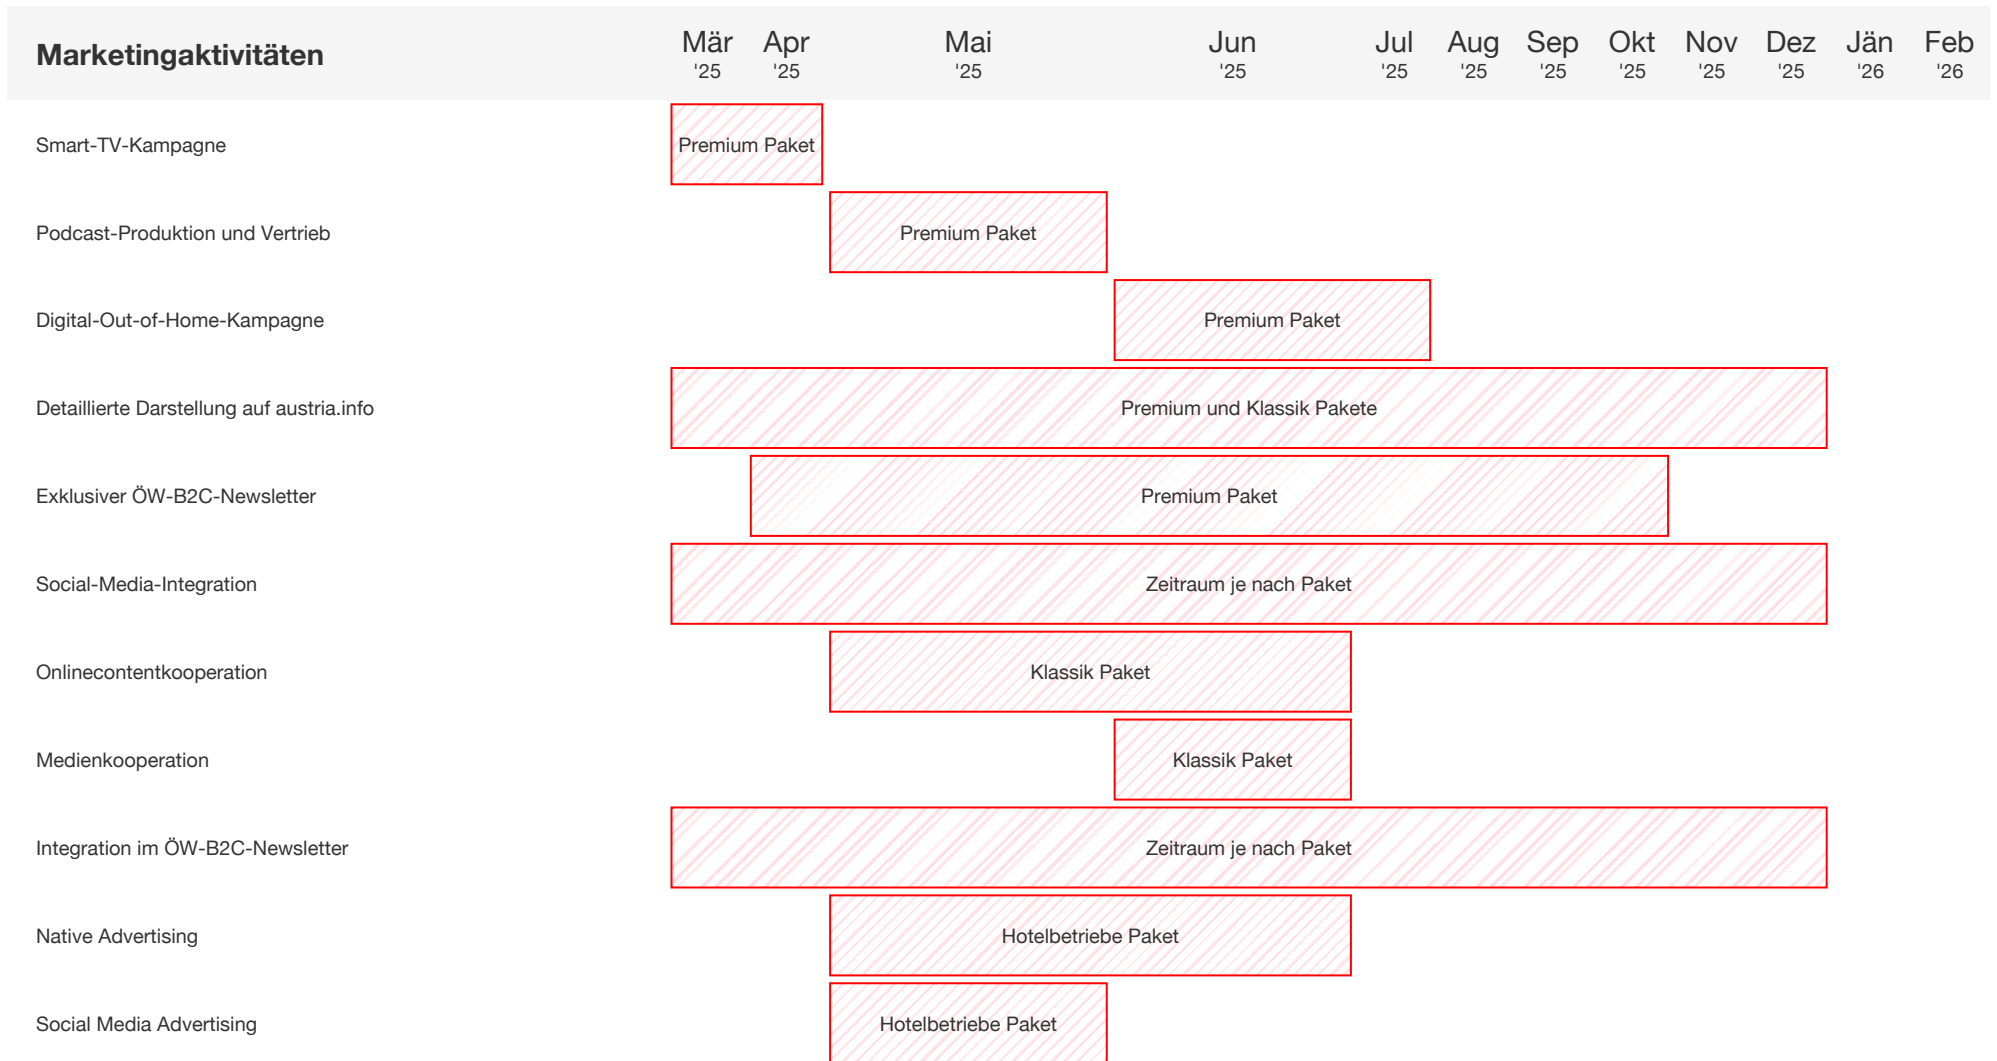 Marketingaktivitäten Mär Apr Mai Jun Jul Aug Sep Okt Nov Dez Jän Feb
'25 '25 '25 '25 '25 '25 '25 '25 '25 '25 '26 '26
Smart-TV-Kampagne Premium Paket
Podcast-Produktion und Vertrieb Premium Paket
Digital-Out-of-Home-Kampagne Premium Paket
Detaillierte Darstellung auf austria.info Premium und Klassik Pakete
Exklusiver ÖW-B2C-Newsletter Premium Paket
Social-Media-Integration Zeitraum je nach Paket
Onlinecontentkooperation Klassik Paket
Medienkooperation Klassik Paket
Integration im ÖW-B2C-Newsletter Zeitraum je nach Paket
Native Advertising Hotelbetriebe Paket
Social Media Advertising Hotelbetriebe Paket